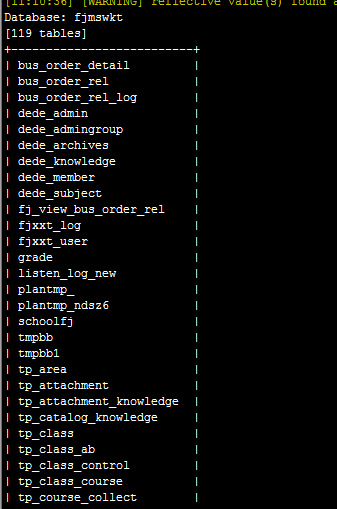 [11:10:36] [WARNING] reflective value(s) found a
Database: fjmswkt
[119 tables]
+---------------------------+
| bus_order_detail |
| bus_order_rel |
| bus_order_rel_log |
| dede_admin |
| dede_admingroup |
| dede_archives |
| dede_knowledge |
| dede_member |
| dede_subject |
| fj_view_bus_order_rel |
| fjxxt_log |
| fjxxt_user |
| grade |
| listen_log_new |
| plantmp_ |
| plantmp_ndsz6 |
| schoolfj |
| tmpbb |
| tmpbb1 |
| tp_area |
| tp_attachment |
| tp_attachment_knowledge |
| tp_catalog_knowledge |
| tp_class |
| tp_class_ab |
| tp_class_control |
| tp_class_course |
| tp_course_collect |